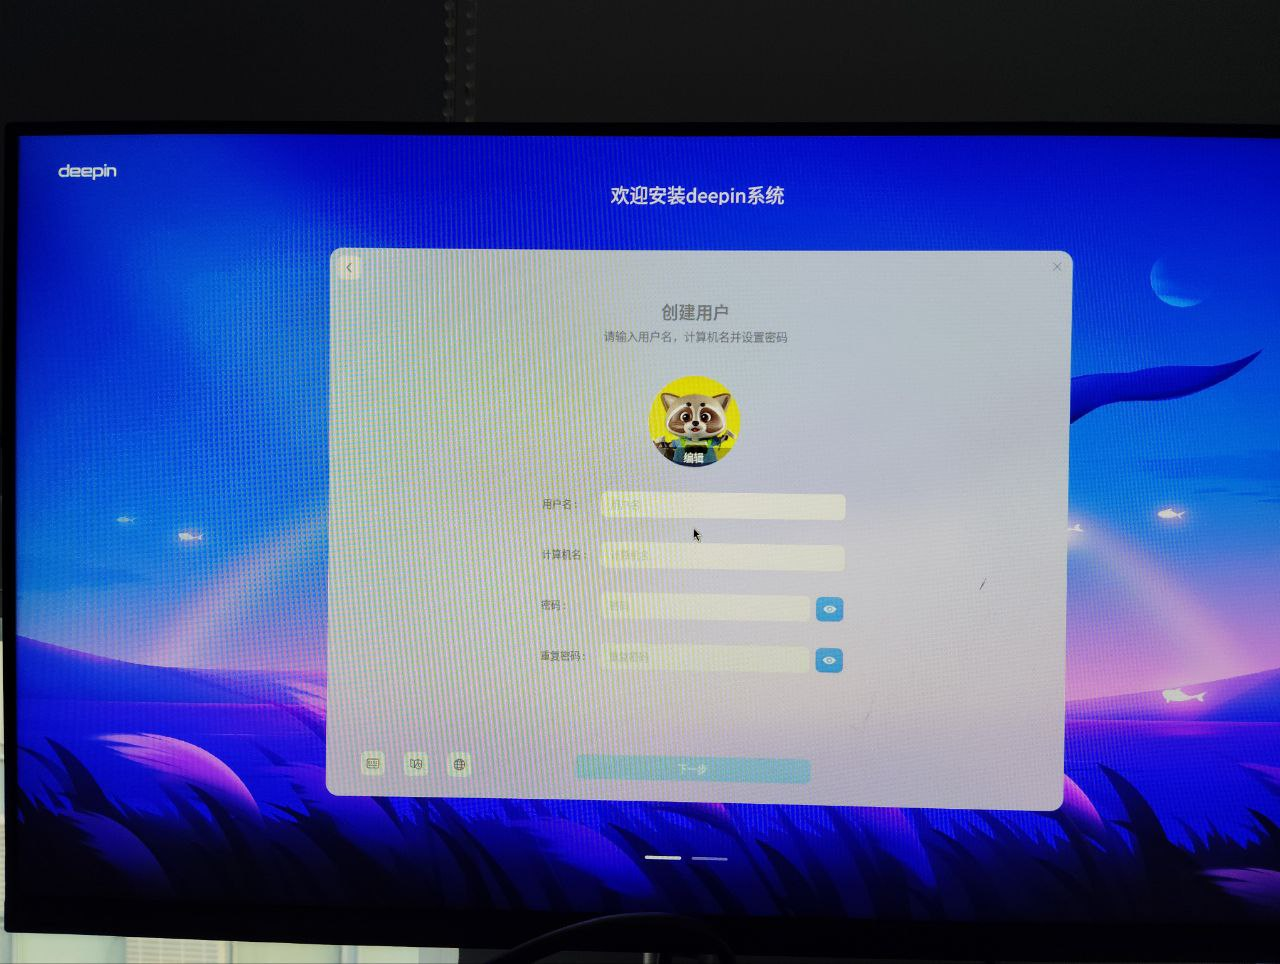 deepin
欢迎安装deepin系统
创建用户
请输入用户名，计算机名并设置密码
编辑
用户名：
用户名
计算机名：
计算机名
密码：
密码
重复密码：
重复密码
下一步